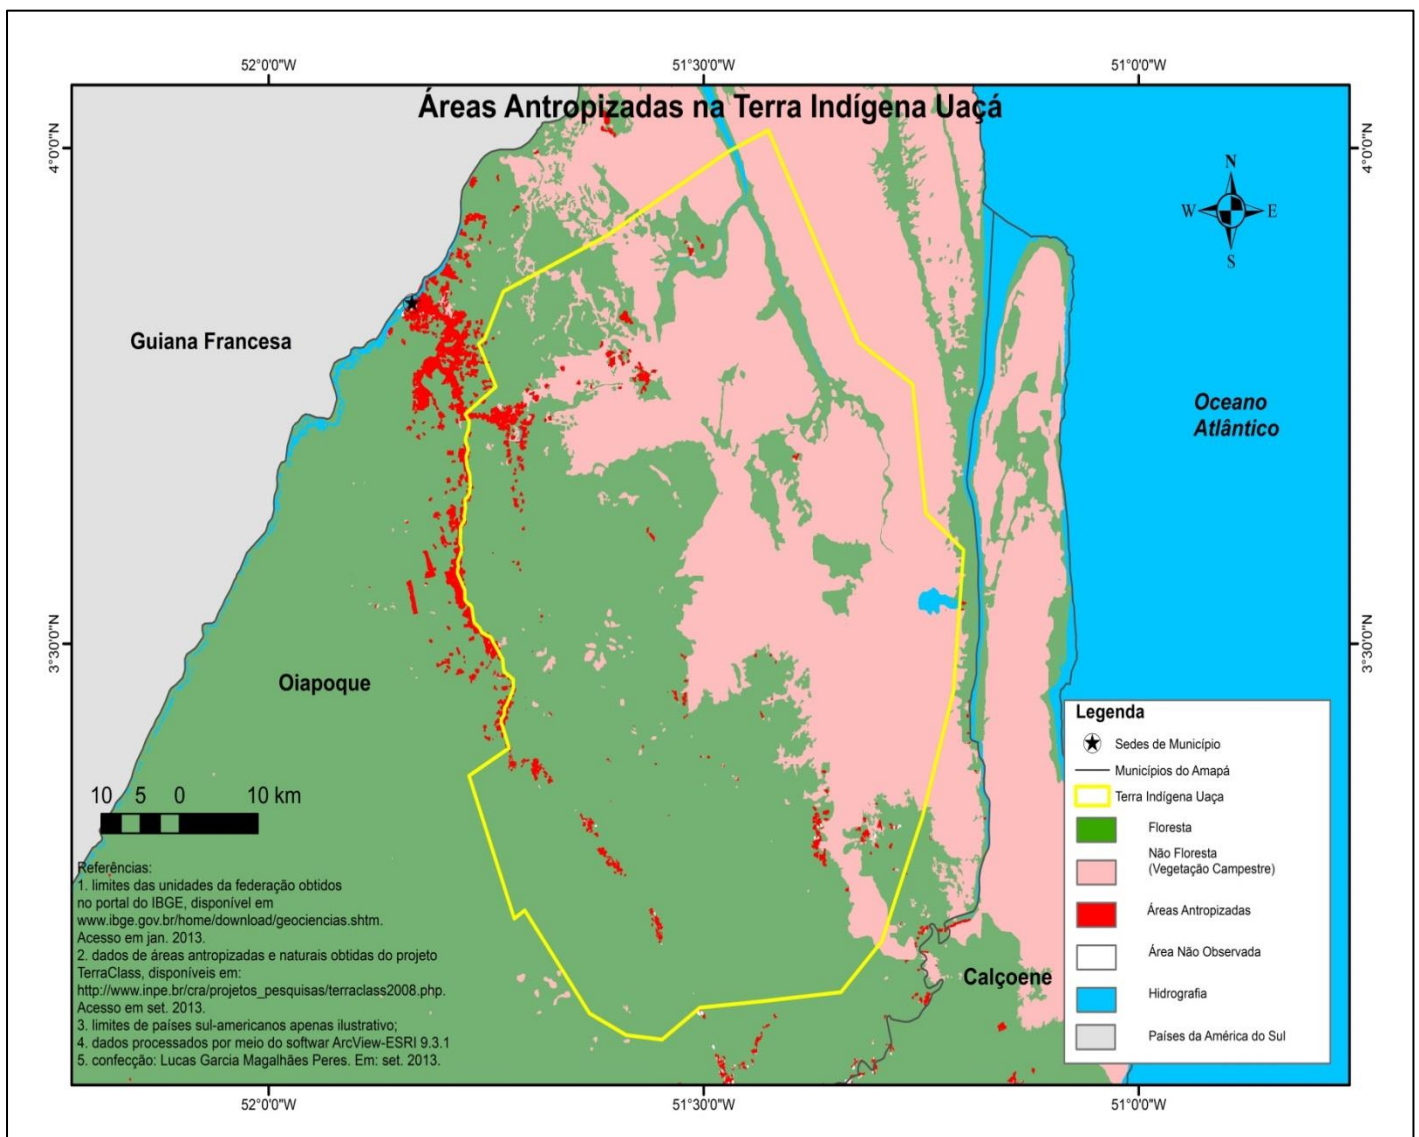 52°0'0"W
51°30'0"W
51°0'0"W
Áreas Antropizadas na Terra Indígena Uaçá
4°0'0"N
4°0'0"N
N
W
E
S
Guiana Francesa
Oceano
Atlântico
3°30'0"N
3°30'0"N
Oiapoque
Calçoene
10 5 0 10 km
Referências:
1. limites das unidades da federação obtidos
no portal do IBGE, disponível em
www.ibge.gov.br/home/download/geociencias.shtm.
Acesso em jan. 2013.
2. dados de áreas antropizadas e naturais obtidas do projeto
TerraClass, disponíveis em:
http://www.inpe.br/cra/projetos_pesquisas/terraclass2008.php.
Acesso em set. 2013.
3. limites de países sul-americanos apenas ilustrativo;
4. dados processados por meio do softwar ArcView-ESRI 9.3.1
5. confecção: Lucas Garcia Magalhães Peres. Em: set. 2013.
Legenda
Sedes de Município
Municípios do Amapá
Terra Indígena Uaça
Floresta
Não Floresta
(Vegetação Campestre)
Áreas Antropizadas
Área Não Observada
Hidrografia
Países da América do Sul
52°0'0"W
51°30'0"W
51°0'0"W